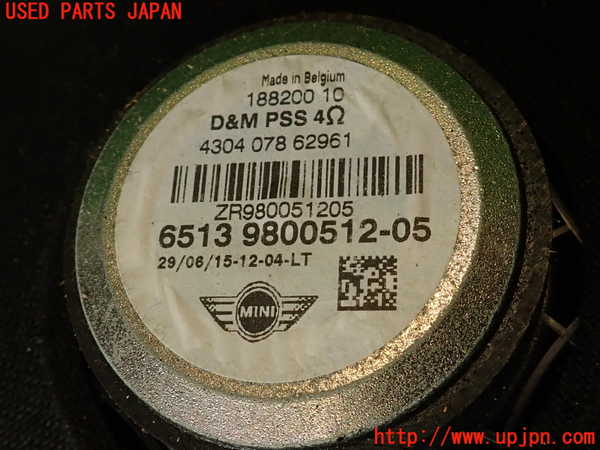 USED PARTS JAPAN
Made in Belgium
188200 10
D&M PSS 4Ω
4304 078 62961
ZR980051205
6513 9800512-05
29/06/15-12-04-LT
MINI
http://www.upjpn.com/